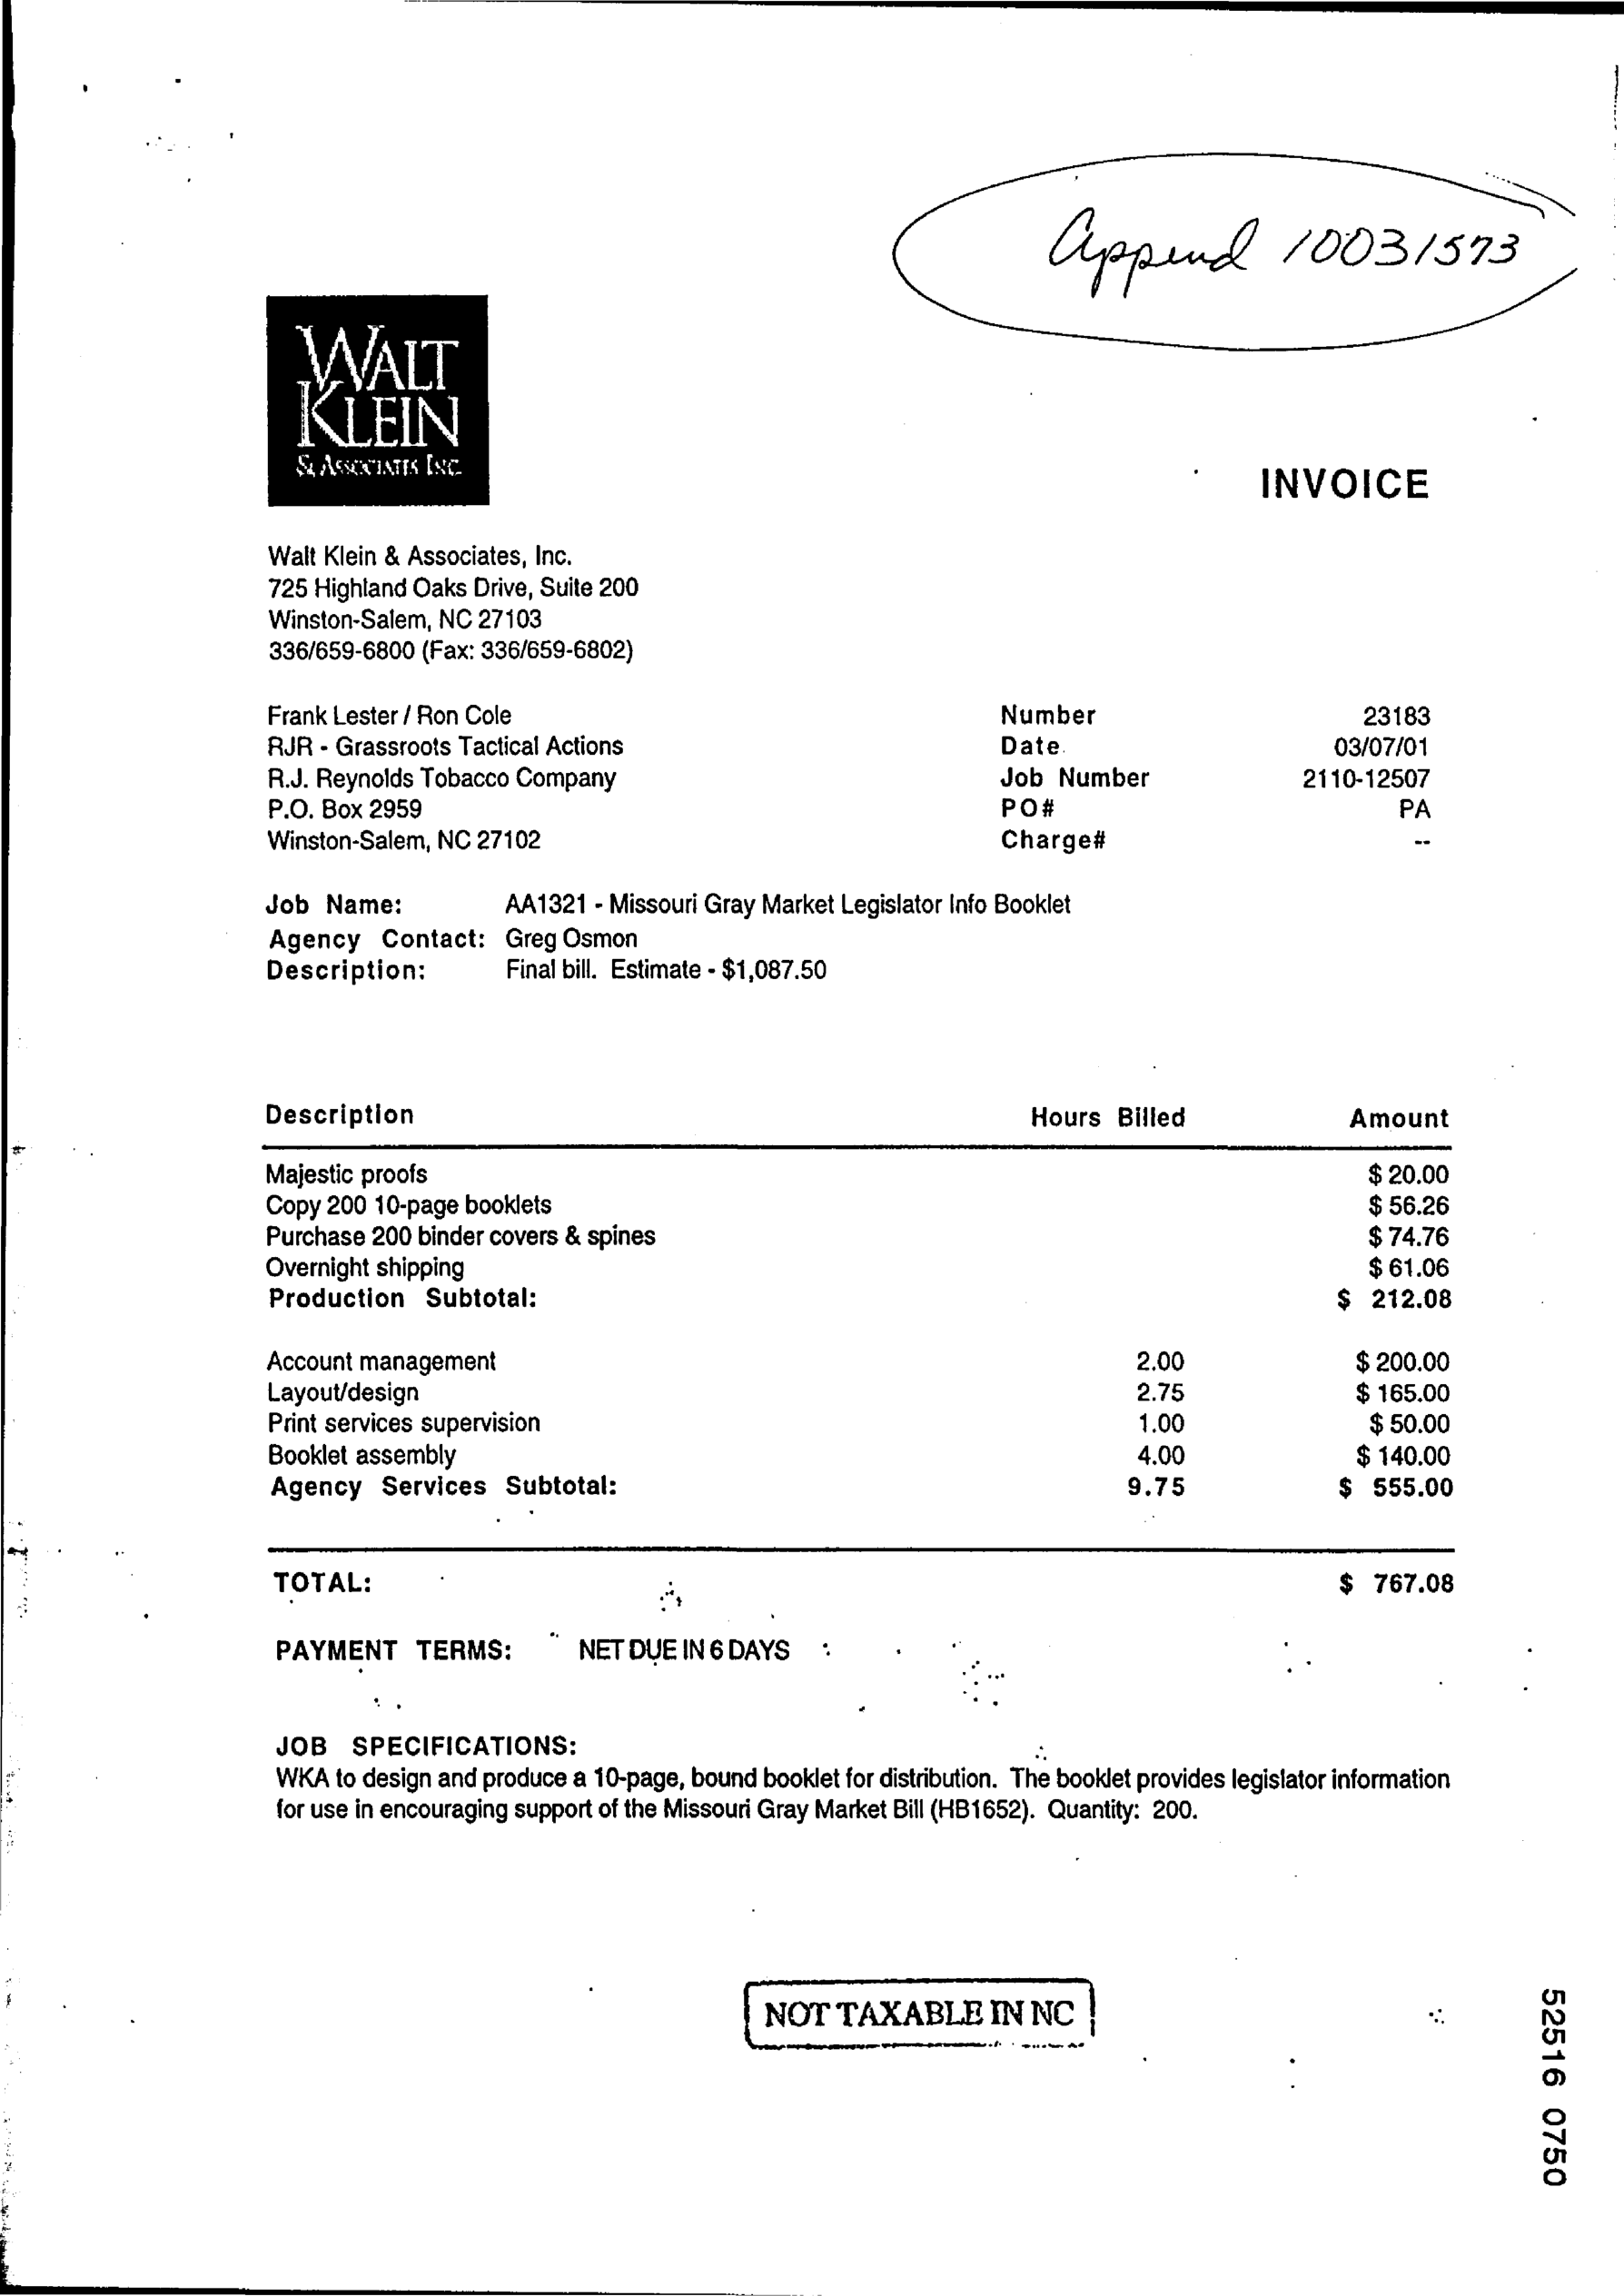 Append 10031573
WALT
KLEIN
& ASSOCIATES INC.
INVOICE
Walt Klein & Associates, Inc.
725 Highland Oaks Drive, Suite 200
Winston-Salem, NC 27103
336/659-6800 (Fax: 336/659-6802)
Frank Lester / Ron Cole
RJR - Grassroots Tactical Actions
R.J. Reynolds Tobacco Company
P.O. Box 2959
Winston-Salem, NC 27102
Number 23183
Date 03/07/01
Job Number 2110-12507
PO# PA
Charge# --
Job Name: AA1321 - Missouri Gray Market Legislator Info Booklet
Agency Contact: Greg Osmon
Description: Final bill. Estimate - $1,087.50
Description Hours Billed Amount
Majestic proofs $ 20.00
Copy 200 10-page booklets $ 56.26
Purchase 200 binder covers & spines $ 74.76
Overnight shipping $ 61.06
Production Subtotal: $ 212.08
Account management 2.00 $ 200.00
Layout/design 2.75 $ 165.00
Print services supervision 1.00 $ 50.00
Booklet assembly 4.00 $ 140.00
Agency Services Subtotal: 9.75 $ 555.00
TOTAL: $ 767.08
PAYMENT TERMS: NET DUE IN 6 DAYS
JOB SPECIFICATIONS:
WKA to design and produce a 10-page, bound booklet for distribution. The booklet provides legislator information
for use in encouraging support of the Missouri Gray Market Bill (HB1652). Quantity: 200.
NOT TAXABLE IN NC
52516 0750